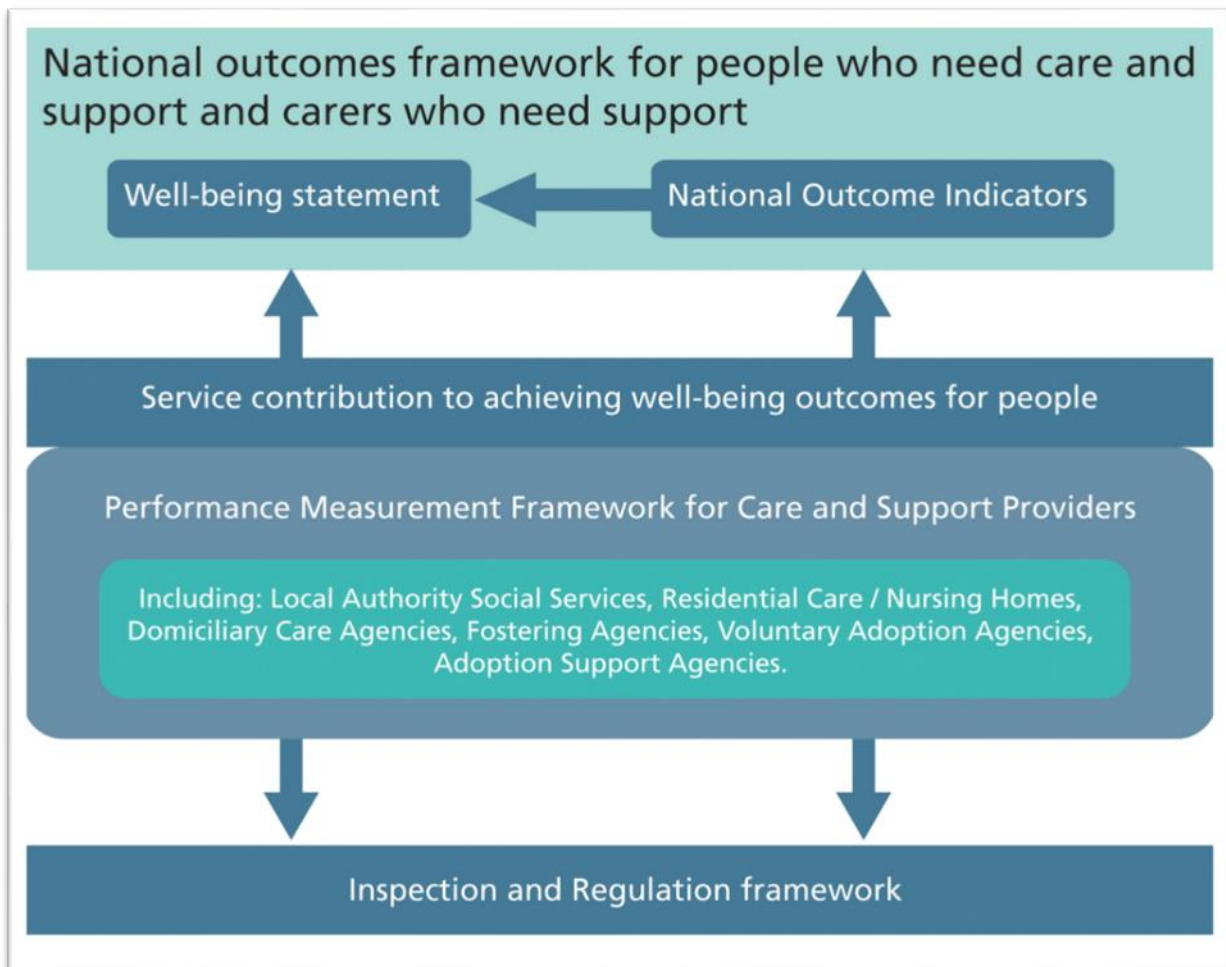 National outcomes framework for people who need care and
support and carers who need support
Well-being statement
National Outcome Indicators
Service contribution to achieving well-being outcomes for people
Performance Measurement Framework for Care and Support Providers
Including: Local Authority Social Services, Residential Care / Nursing Homes,
Domiciliary Care Agencies, Fostering Agencies, Voluntary Adoption Agencies,
Adoption Support Agencies.
Inspection and Regulation framework